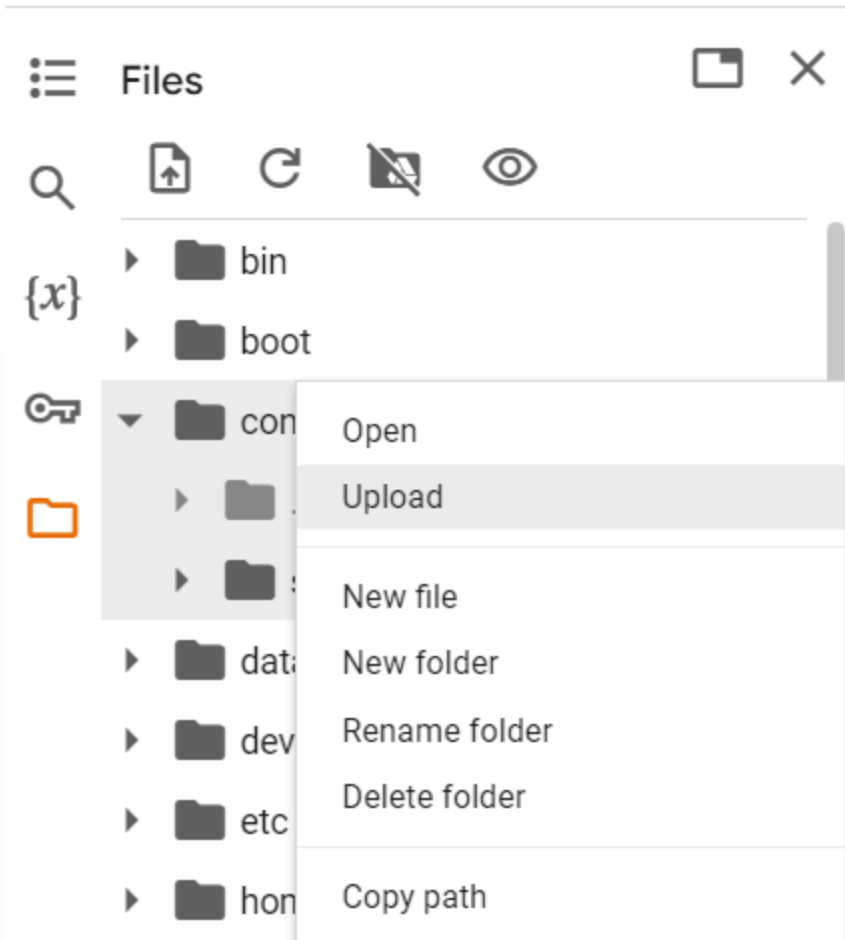 Files
{x}
bin
boot
con
Open
Upload
New file
data
New folder
dev
Rename folder
etc
Delete folder
hon
Copy path